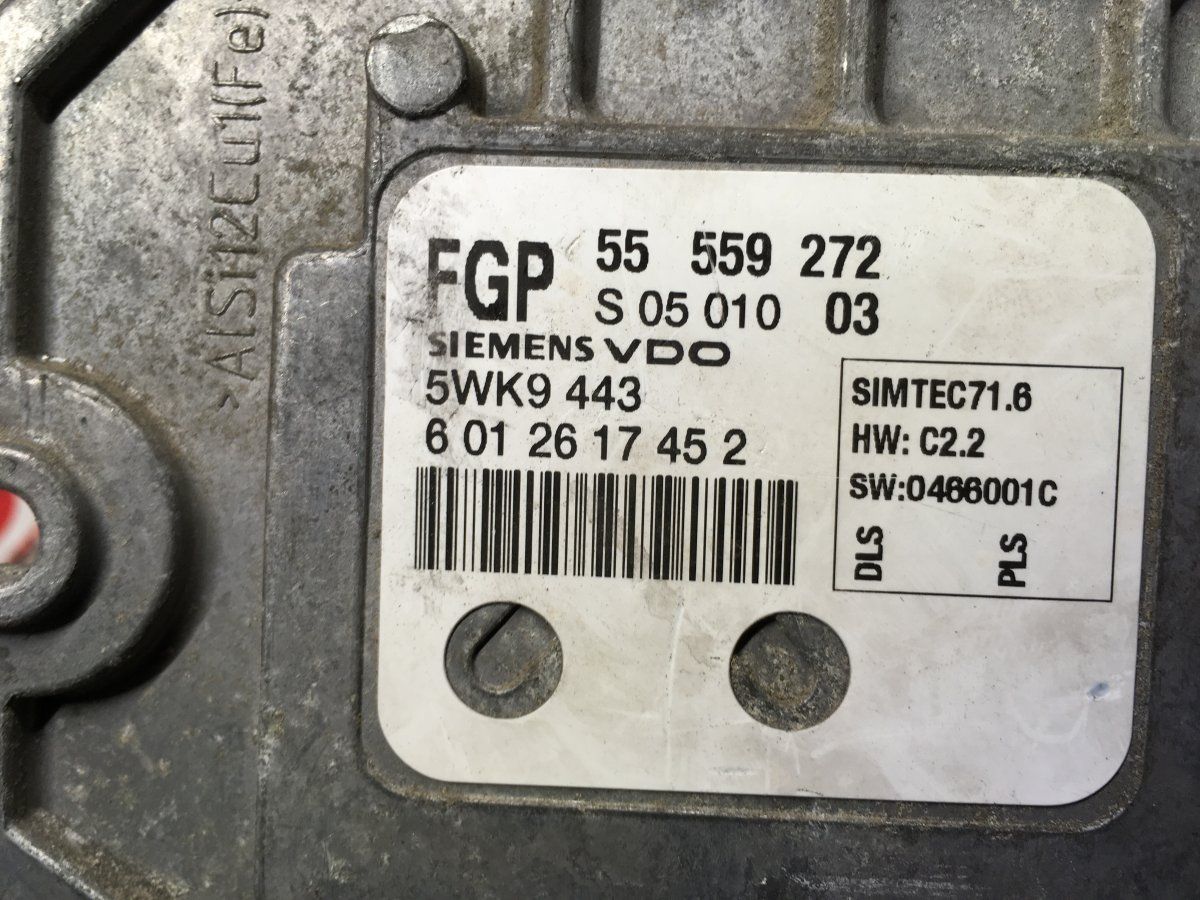 >AlSi12Cu1(Fe)
FGP 55 559 272
S 05 010 03
SIEMENS VDO
5WK9 443
6 01 26 17 45 2
SIMTEC71.6
HW: C2.2
SW:0466001C
DLS PLS